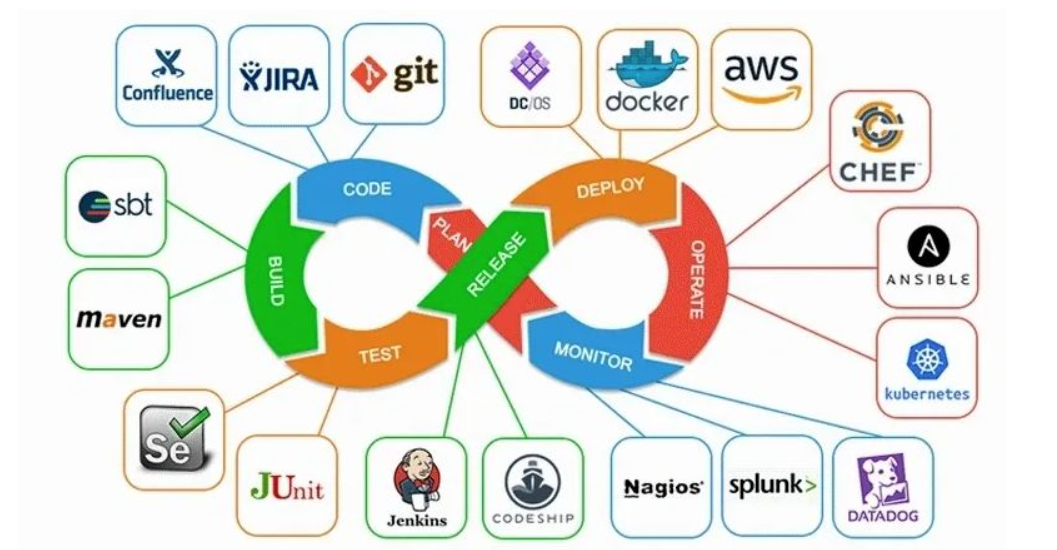 Confluence
JIRA
git
DC/OS
docker
aws
CHEF
CODE
DEPLOY
sbt
PLAN
RELEASE
OPERATE
ANSIBLE
BUILD
maven
TEST
MONITOR
kubernetes
Se
JUnit
Jenkins
CODESHIP
Nagios®
splunk>
DATADOG